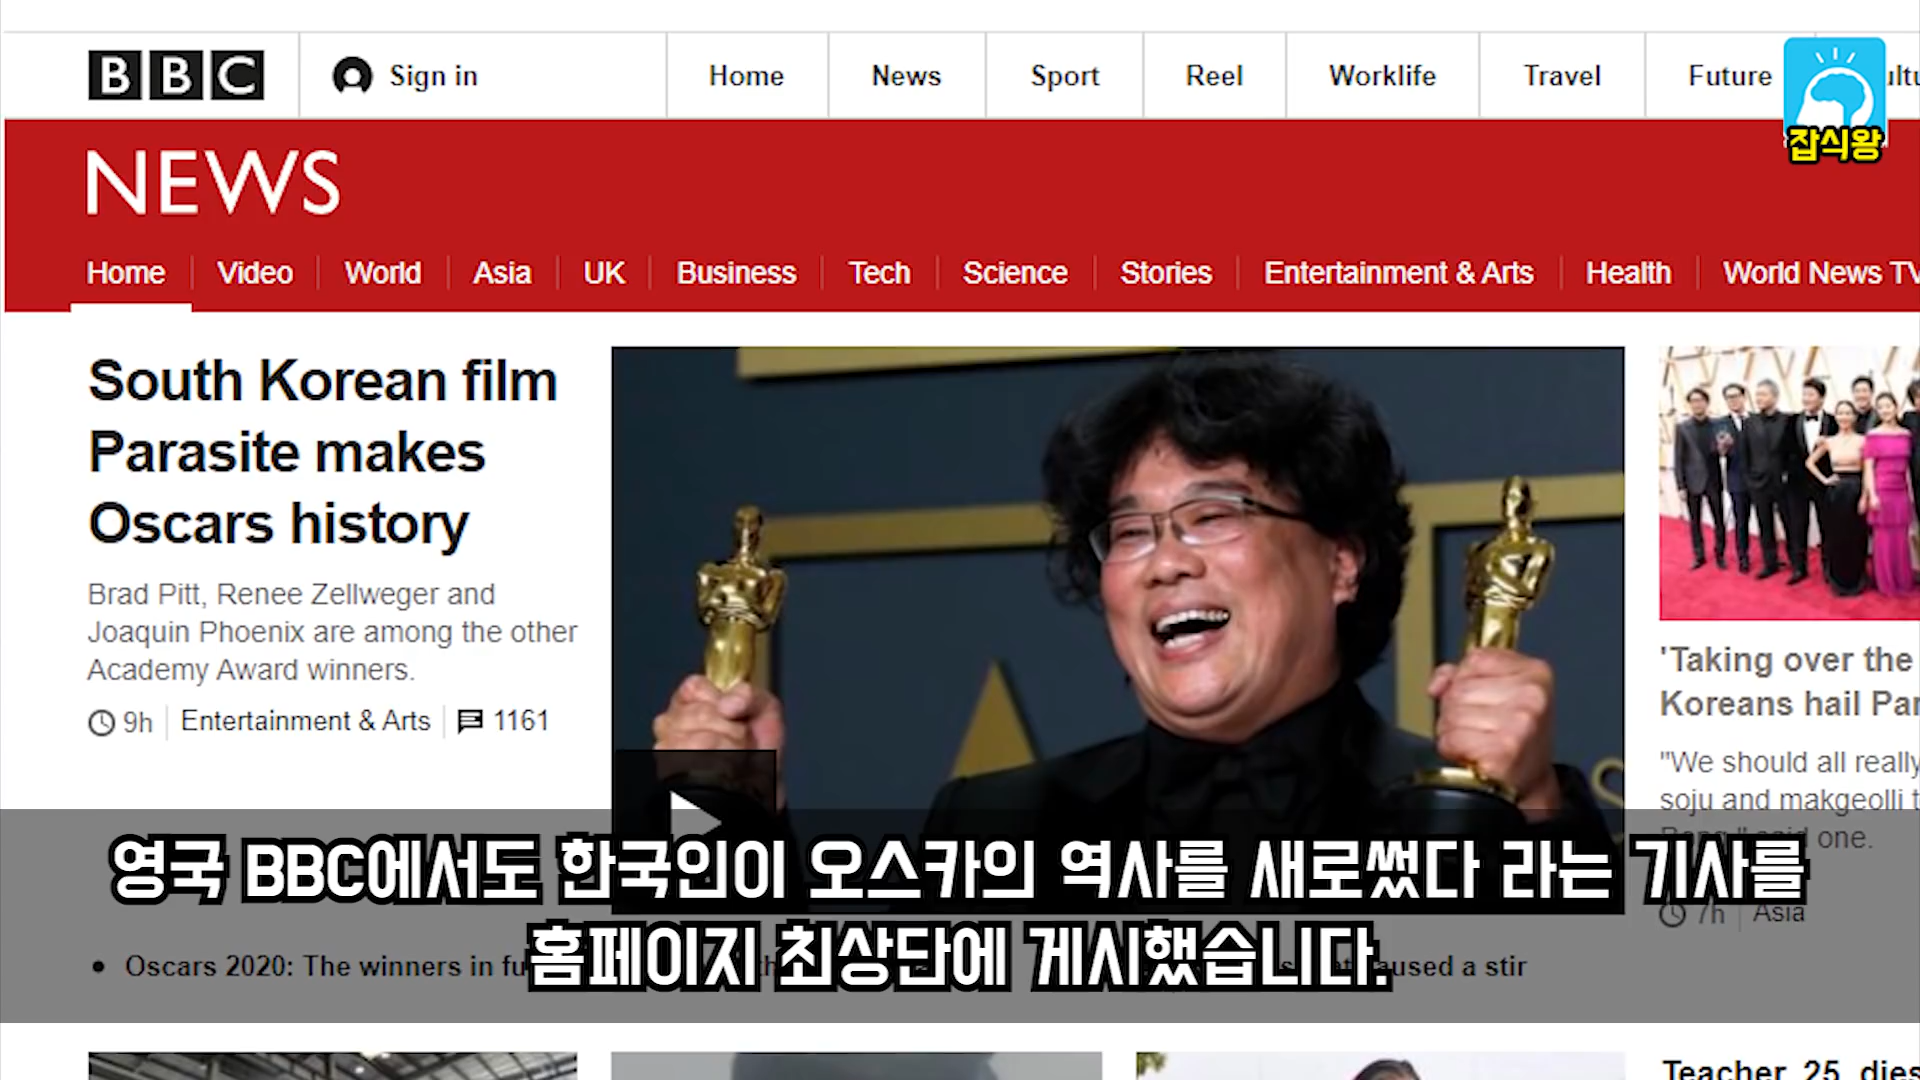 BBC
Sign in
Home
News
Sport
Reel
Worklife
Travel
Future
잡식왕
NEWS
Home
Video
World
Asia
UK
Business
Tech
Science
Stories
Entertainment & Arts
Health
World News TV
South Korean film
Parasite makes
Oscars history
Brad Pitt, Renee Zellweger and
Joaquin Phoenix are among the other
Academy Award winners.
9h
Entertainment & Arts
1161
'Taking over the
Koreans hail
"We should all really
soju and makgeolli
said one.
7h
Asia
영국 BBC에서도 한국인이 오스카의 역사를 새로썼다 라는 기사를
홈페이지 최상단에 게시했습니다.
Oscars 2020: The winners in
a stir
Teacher, 25, dies